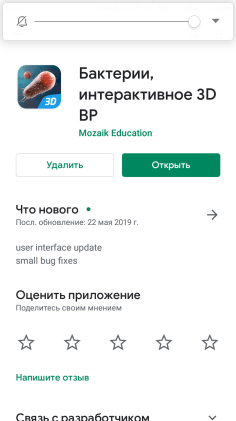 3D
Бактерии,
интерактивное 3D
ВР
Mozaik Education
Удалить
Открыть
Что нового
Посл. обновление: 22 мая 2019 г.
user interface update
small bug fixes
Оценить приложение
Поделитесь своим мнением
Напишите отзыв
Связь с разработчиком